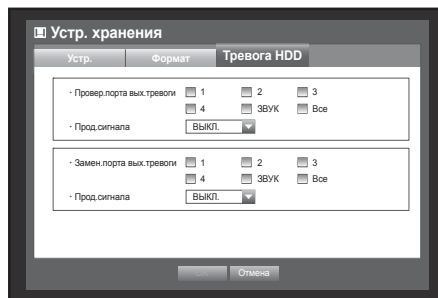 Устр. хранения
Устр. Формат Тревога HDD
· Провер.порта вых.тревоги 1 2 3
4 ЗВУК Все
· Прод.сигнала ВЫКЛ.
· Замен.порта вых.тревоги 1 2 3
4 ЗВУК Все
· Прод.сигнала ВЫКЛ.
OK Отмена